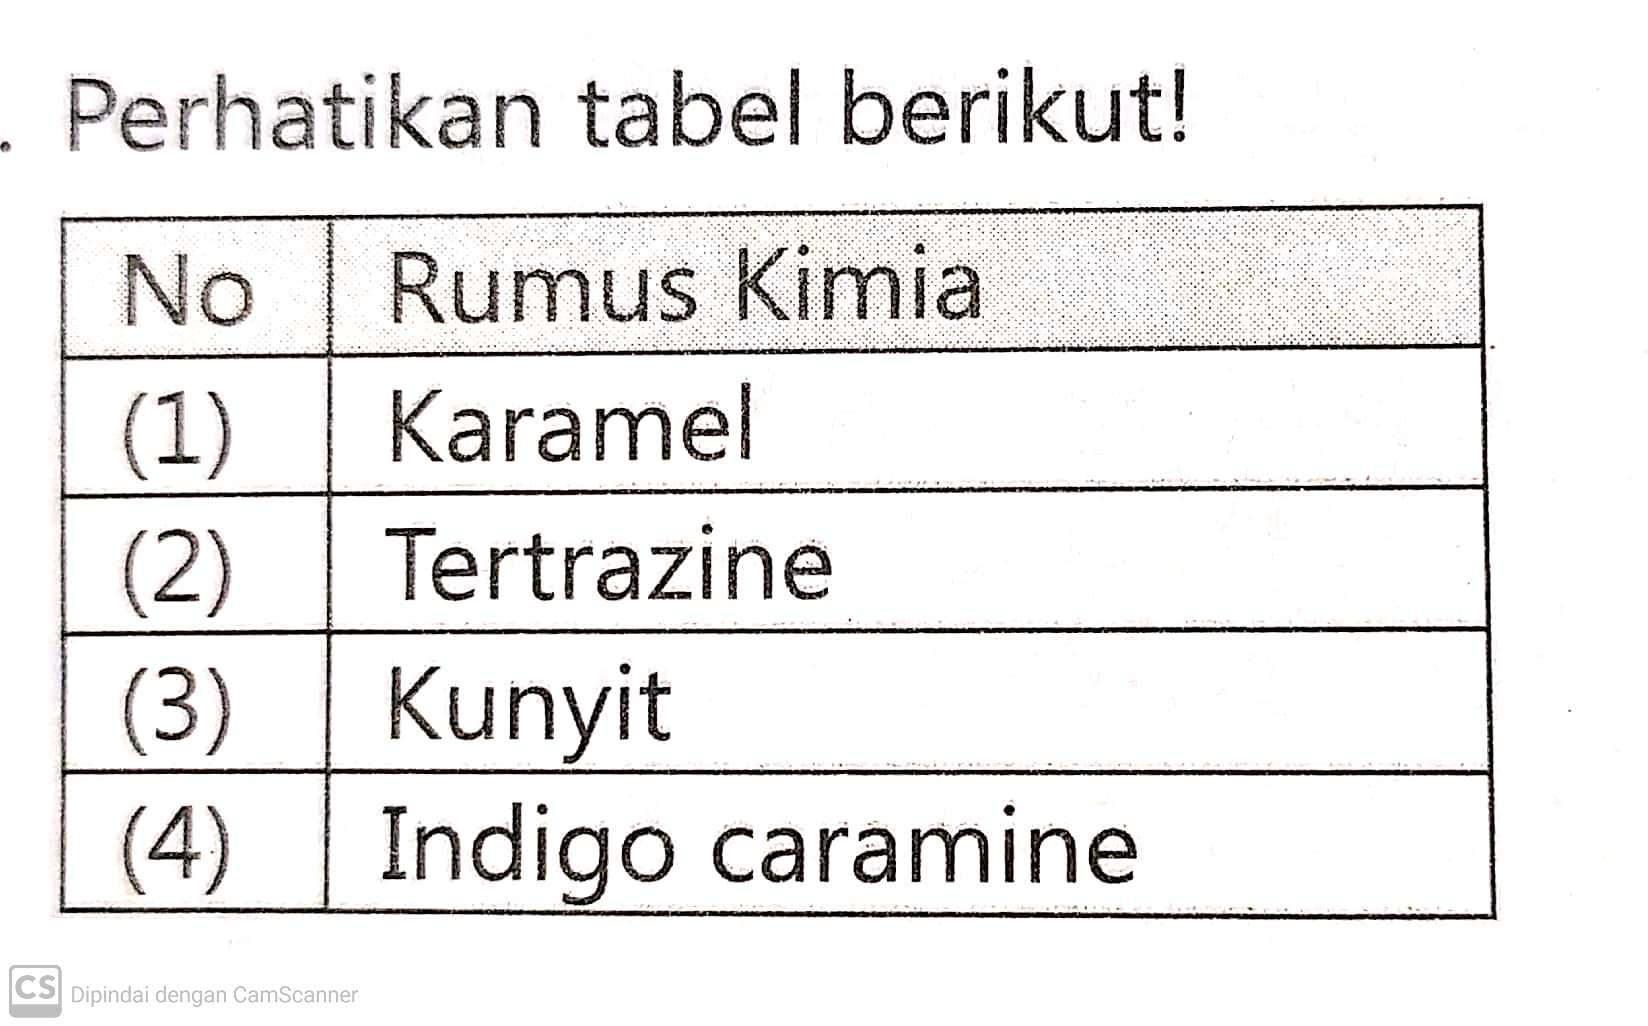 . Perhatikan tabel berikut!
No Rumus Kimia
(1) Karamel
(2) Tertrazine
(3) Kunyit
(4) Indigo caramine
CS Dipindai dengan CamScanner